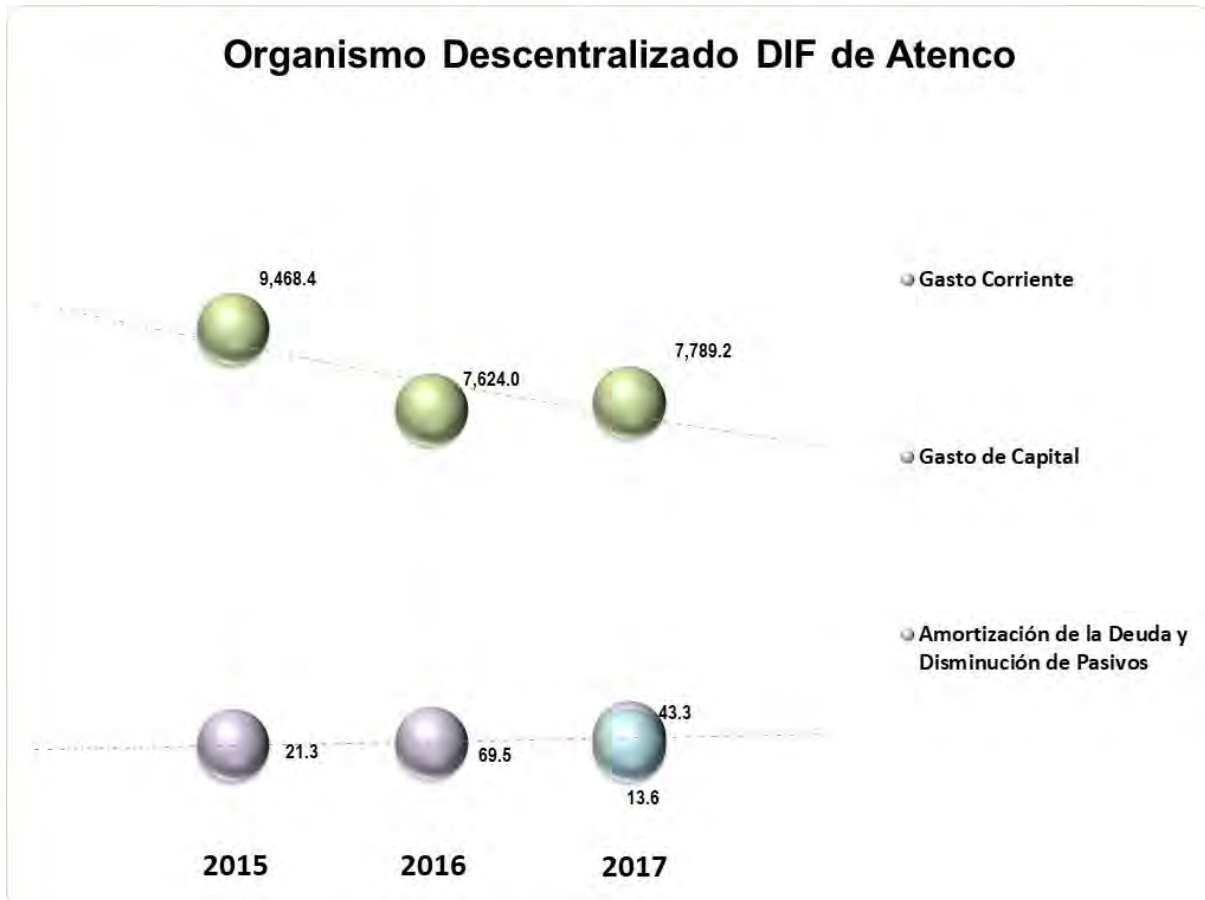 Organismo Descentralizado DIF de Atenco
9,468.4
Gasto Corriente
7,789.2
7,624.0
Gasto de Capital
Amortización de la Deuda y
Disminución de Pasivos
43.3
21.3
69.5
13.6
2015
2016
2017